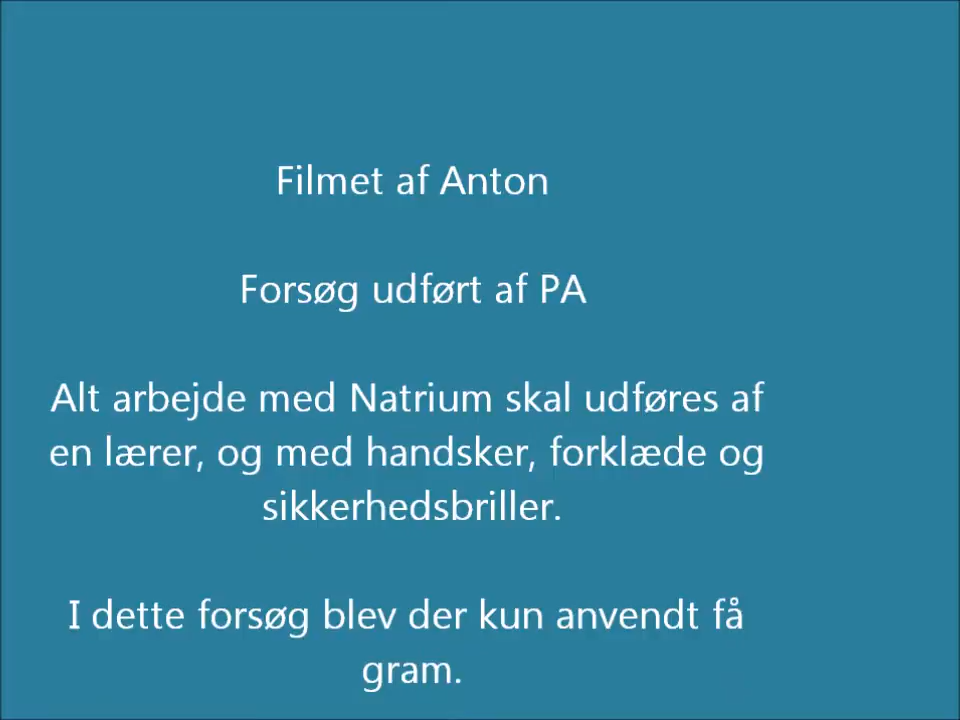 Filmet af Anton
Forsøg udført af PA
Alt arbejde med Natrium skal udføres af
en lærer, og med handsker, forklæde og
sikkerhedsbriller.
I dette forsøg blev der kun anvendt få
gram.